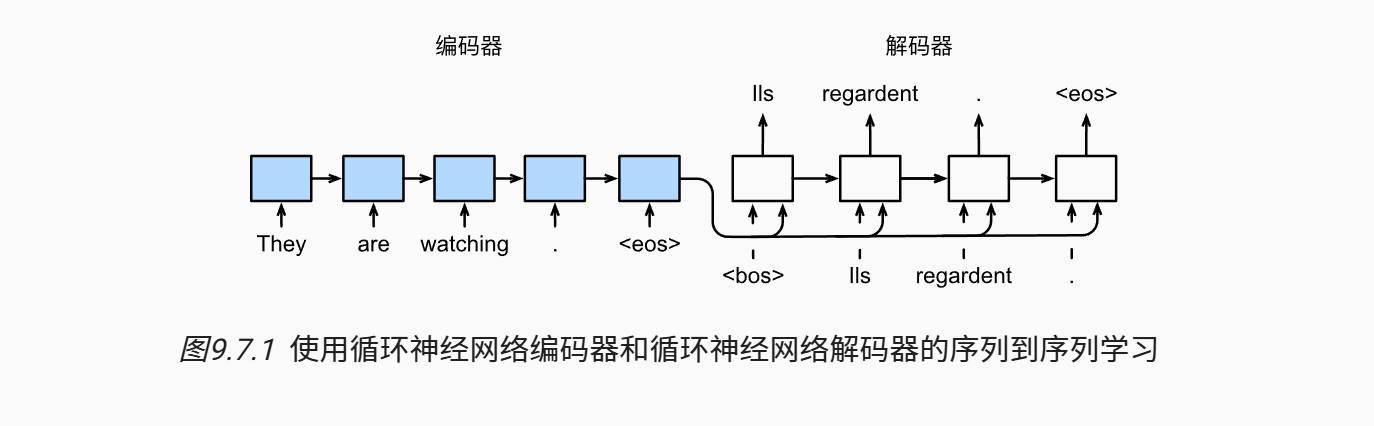 编码器 解码器
Ils regardent . <eos>
They are watching . <eos>
<bos> Ils regardent .
图9.7.1 使用循环神经网络编码器和循环神经网络解码器的序列到序列学习